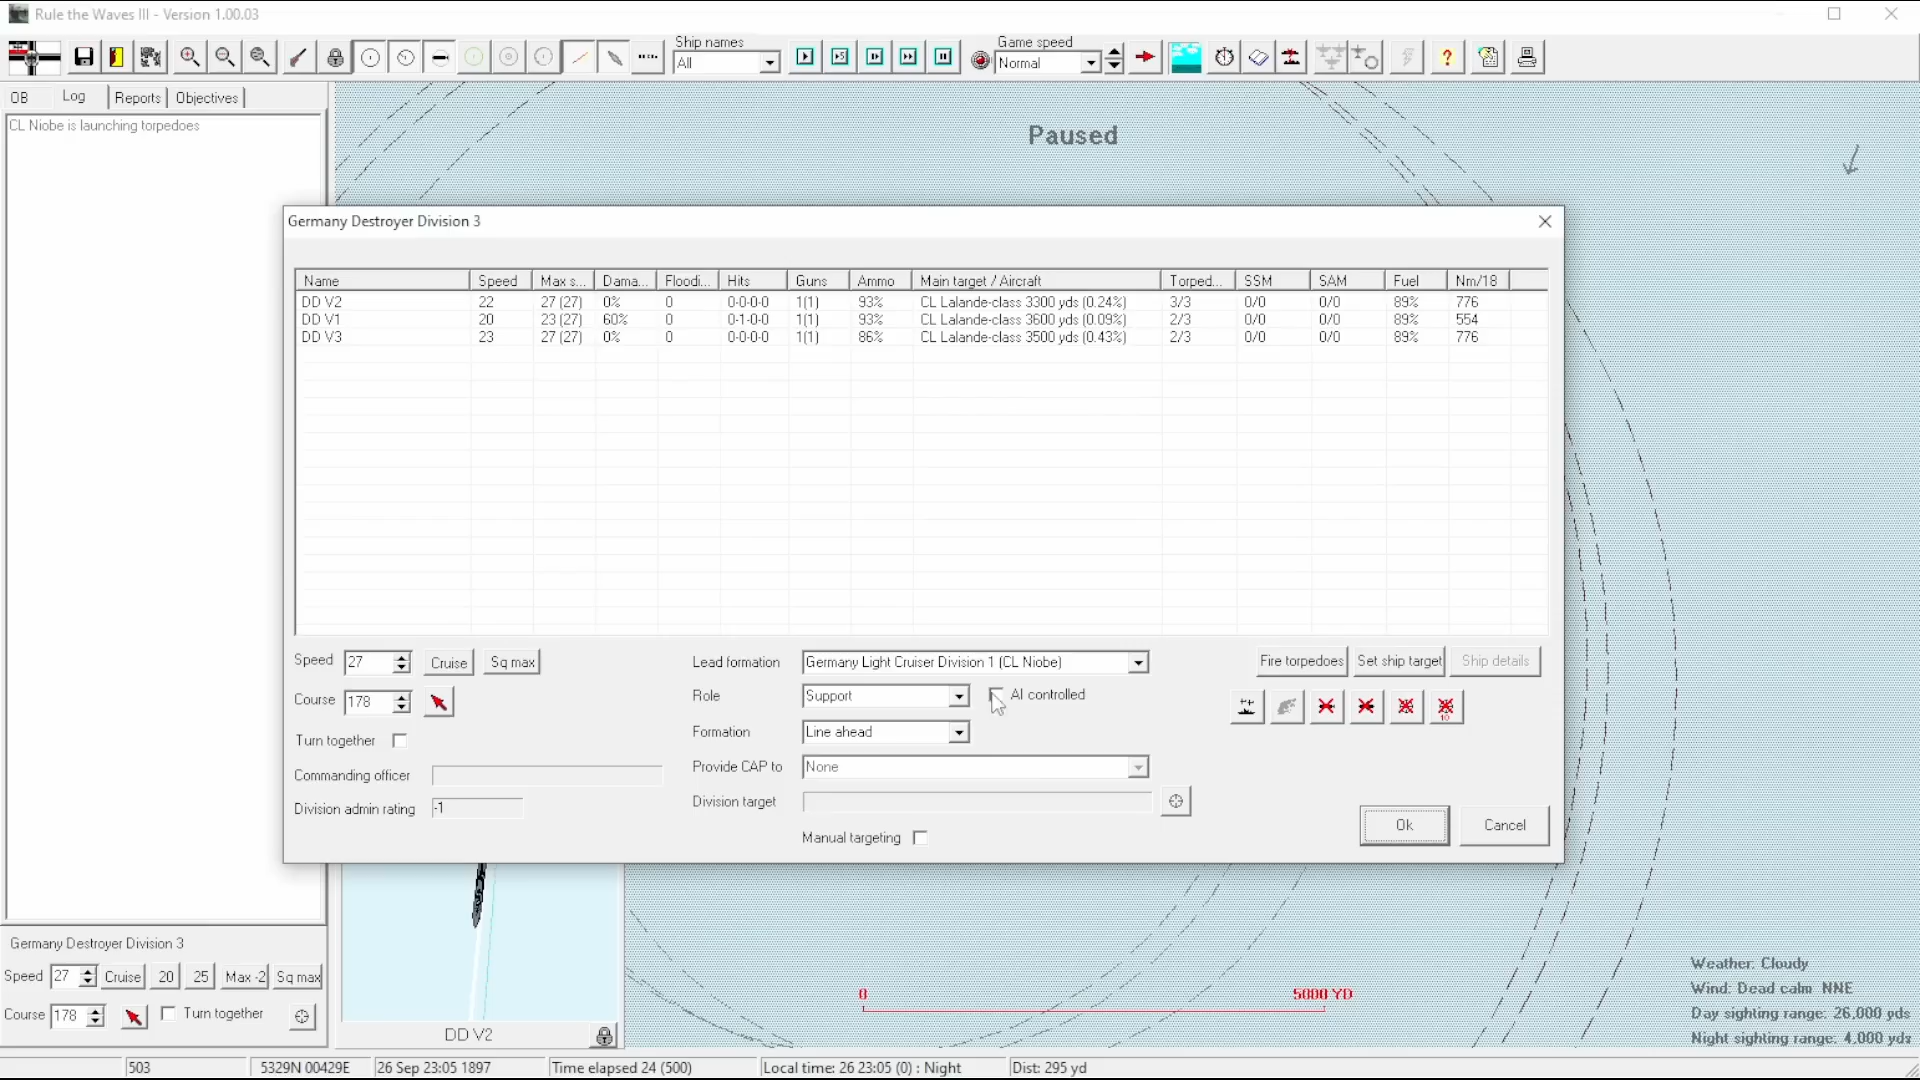 Rule the Waves III - Version 1.00.03
Ship names
All
Game speed
Normal
OB
Log
Reports
Objectives
CL Niobe is launching torpedoes
Paused
Germany Destroyer Division 3
Name Speed Max s... Dama... Floodi... Hits Guns Ammo Main target / Aircraft Torped... SSM SAM Fuel Nm/18
DD V2 22 27 (27) 0% 0 0-0-0-0 1(1) 93% CL Lalande-class 3300 yds (0.24%) 3/3 0/0 0/0 89% 776
DD V1 20 23 (27) 60% 0 0-1-0-0 1(1) 93% CL Lalande-class 3600 yds (0.09%) 2/3 0/0 0/0 89% 554
DD V3 23 27 (27) 0% 0 0-0-0-0 1(1) 86% CL Lalande-class 3500 yds (0.43%) 2/3 0/0 0/0 89% 776
Speed 27 Cruise Sq max
Course 178
Turn together
Commanding officer
Division admin rating -1
Lead formation Germany Light Cruiser Division 1 (CL Niobe)
Role Support AI controlled
Formation Line ahead
Provide CAP to None
Division target
Manual targeting
Fire torpedoes Set ship target Ship details
10
Ok Cancel
Germany Destroyer Division 3
Speed 27 Cruise 20 25 Max -2 Sq max
Course 178 Turn together
DD V2
0 5000 YD
Weather: Cloudy
Wind: Dead calm NNE
Day sighting range: 26,000 yds
Night sighting range: 4,000 yds
503 5329N 00429E 26 Sep 23:05 1897 Time elapsed 24 (500) Local time: 26 23:05 (0) : Night Dist: 295 yd